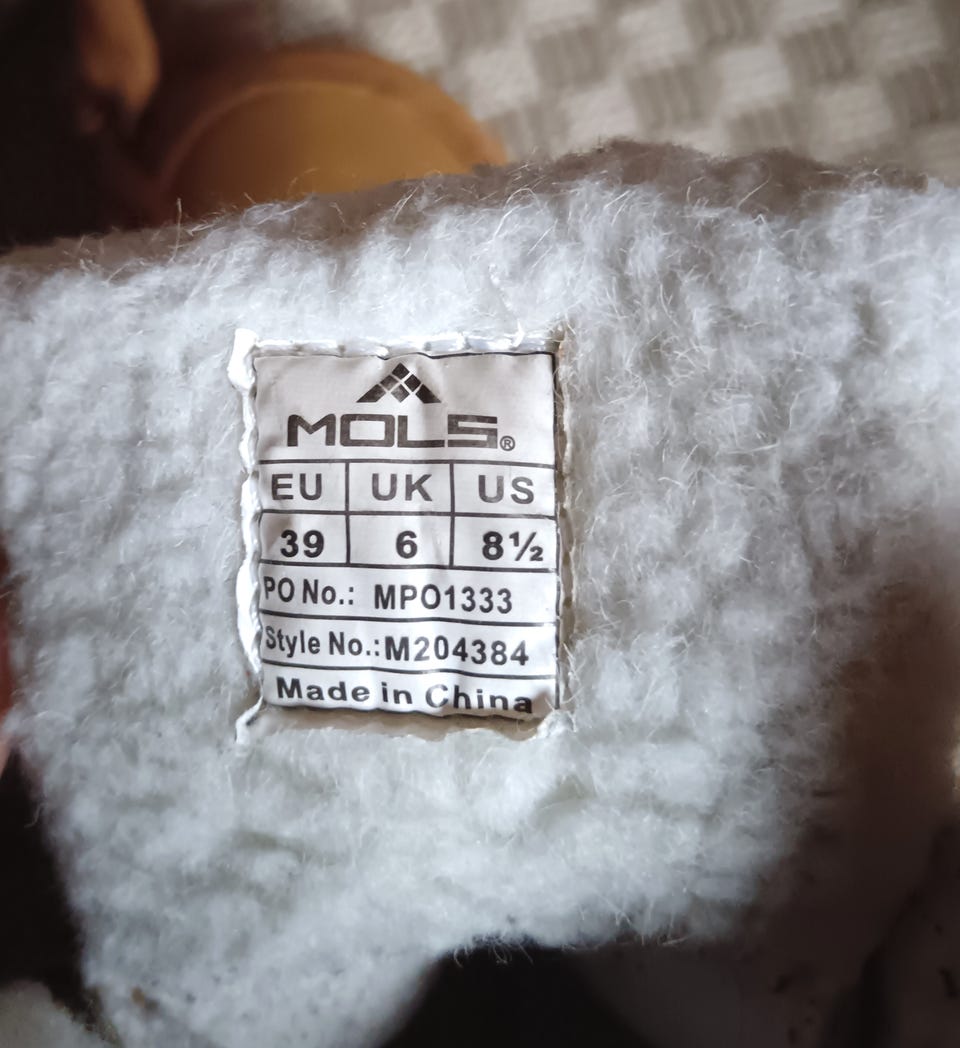 MOLS®
EU UK US
39 6 8½
PO No.: MPO1333
Style No.:M204384
Made in China